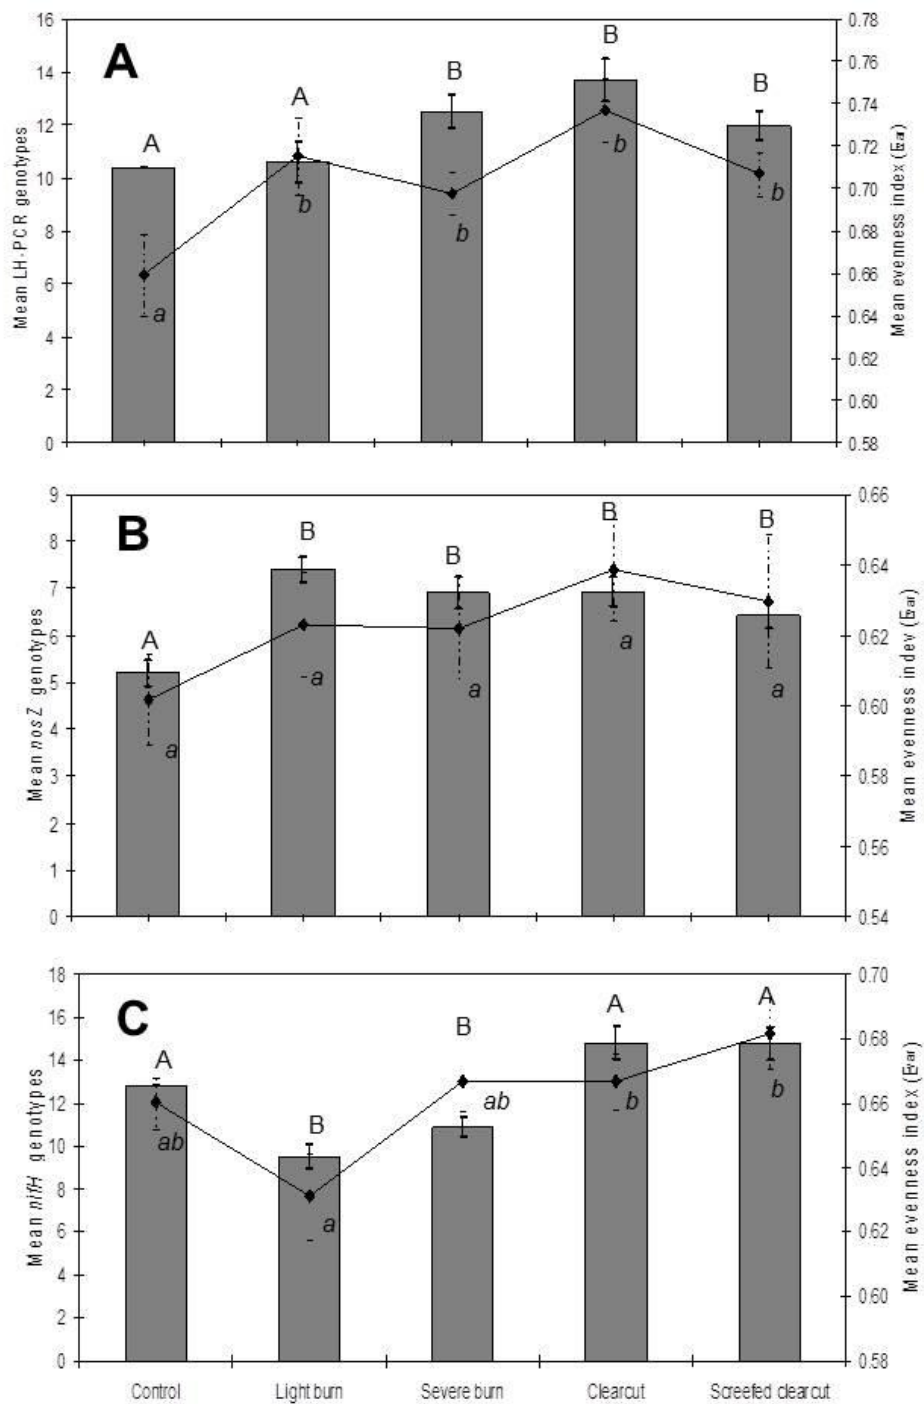 A
16
14
12
10
8
6
4
2
0
Mean LH-PCR genotypes
A
A
B
B
B
a
b
b
b
b
0.78
0.76
0.74
0.72
0.70
0.68
0.66
0.64
0.62
0.60
0.58
Mean evenness index (Evar)
B
9
8
7
6
5
4
3
2
1
0
Mean nosZ genotypes
A
B
B
B
B
a
a
a
a
a
0.66
0.64
0.62
0.60
0.58
0.56
0.54
Mean evenness index (Evar)
C
18
16
14
12
10
8
6
4
2
0
Mean nifH genotypes
A
B
B
A
A
ab
a
ab
b
b
0.70
0.68
0.66
0.64
0.62
0.60
0.58
Mean evenness index (Evar)
Control Light burn Severe burn Clearcut Screefed clearcut